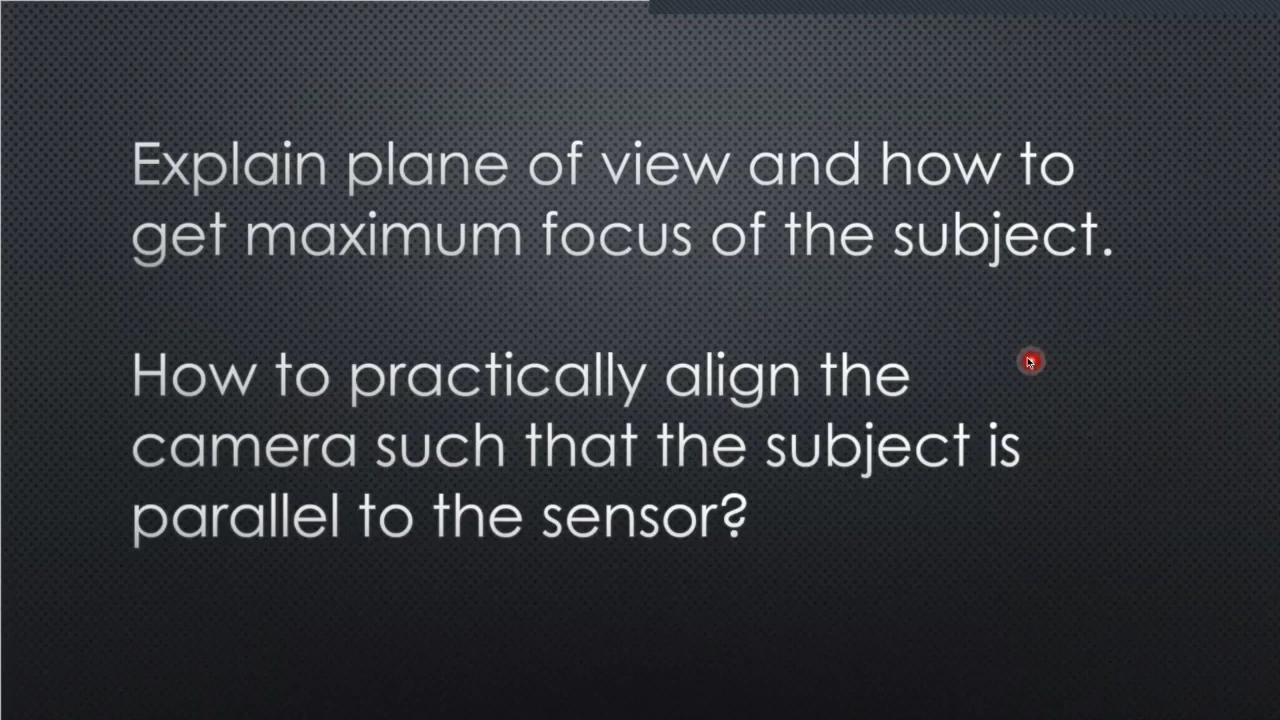 Explain plane of view and how to
get maximum focus of the subject.
How to practically align the
camera such that the subject is
parallel to the sensor?